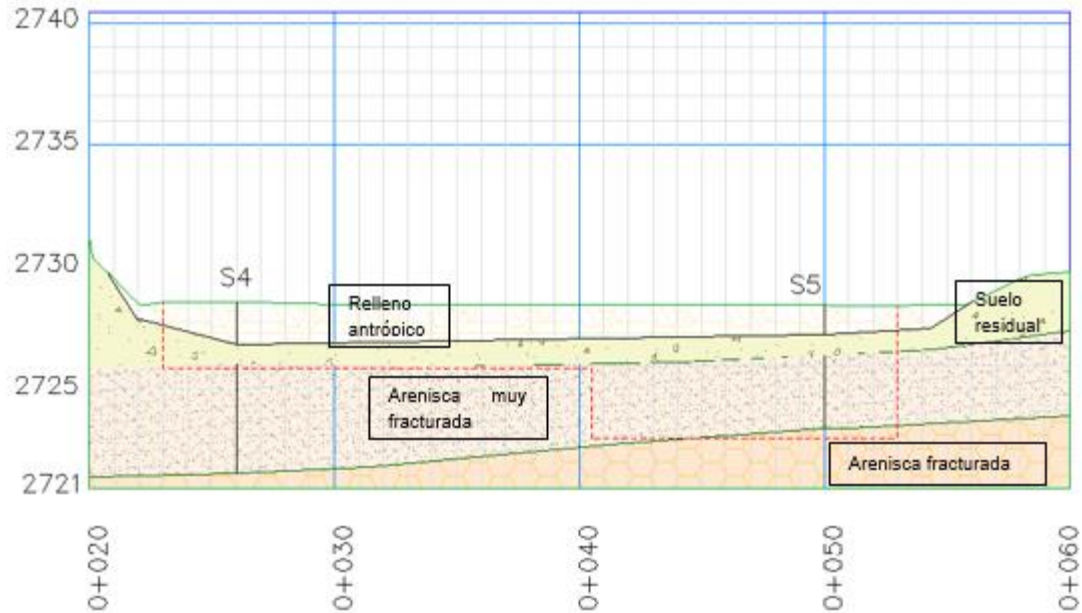 2740
2735
2730
2725
2721
S4
S5
Relleno
antrópico
Suelo
residual"
Arenisca muy
fracturada
Arenisca fracturada
0+020
0+030
0+040
0+050
0+060